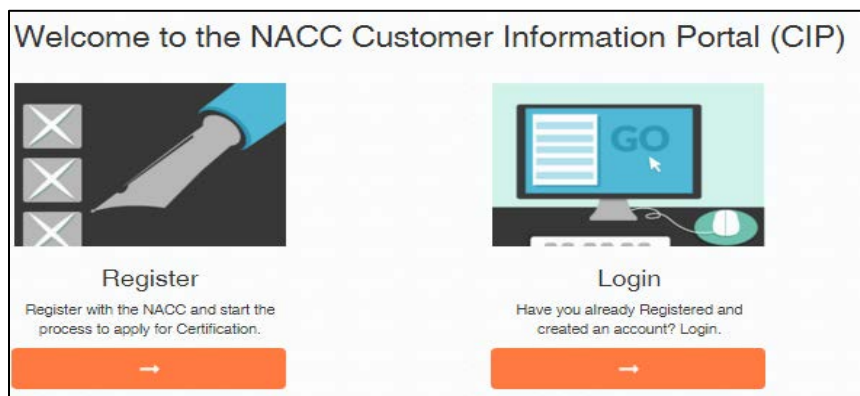 Welcome to the NACC Customer Information Portal (CIP)
GO
Register
Register with the NACC and start the
process to apply for Certification.
→
Login
Have you already Registered and
created an account? Login.
→